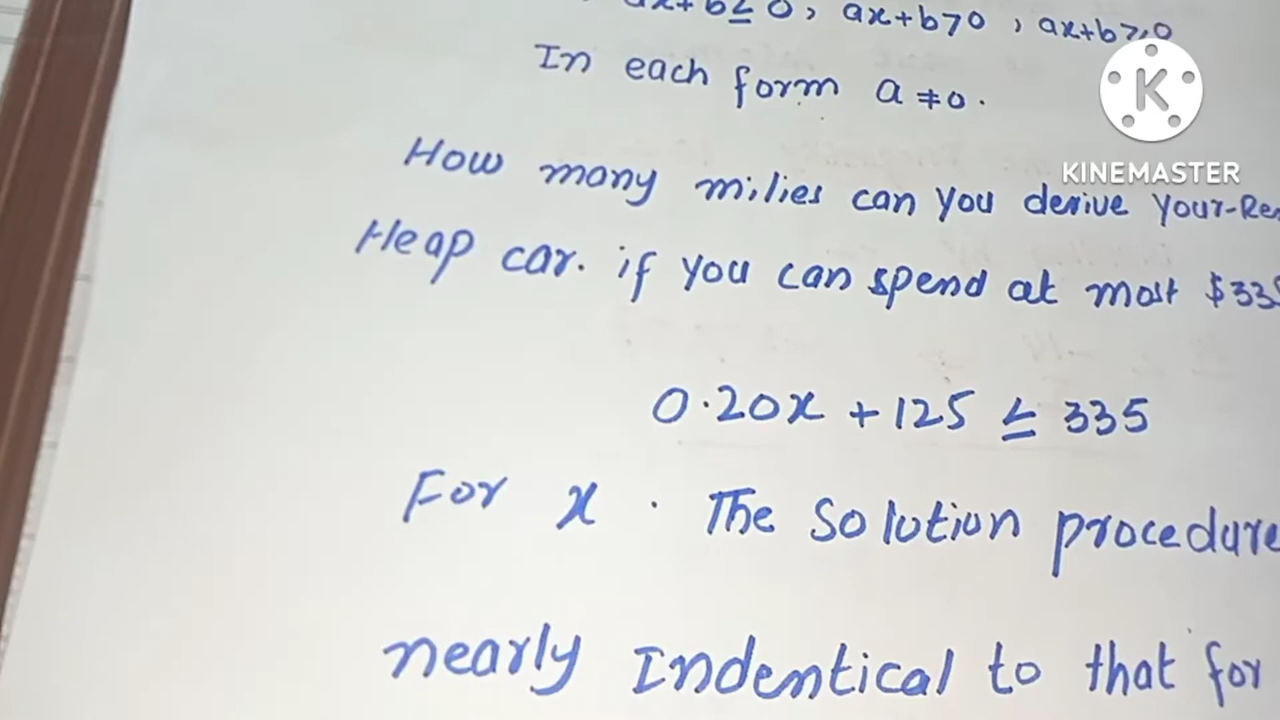 ax+b≤0, ax+b>0, ax+b≥0
In each form a≠0.
K
KINEMASTER
How many milies can you derive your-Re
Heap car. if you can spend at most $33
0.20x + 125 ≤ 335
For x. The Solution procedure
nearly Indentical to that for